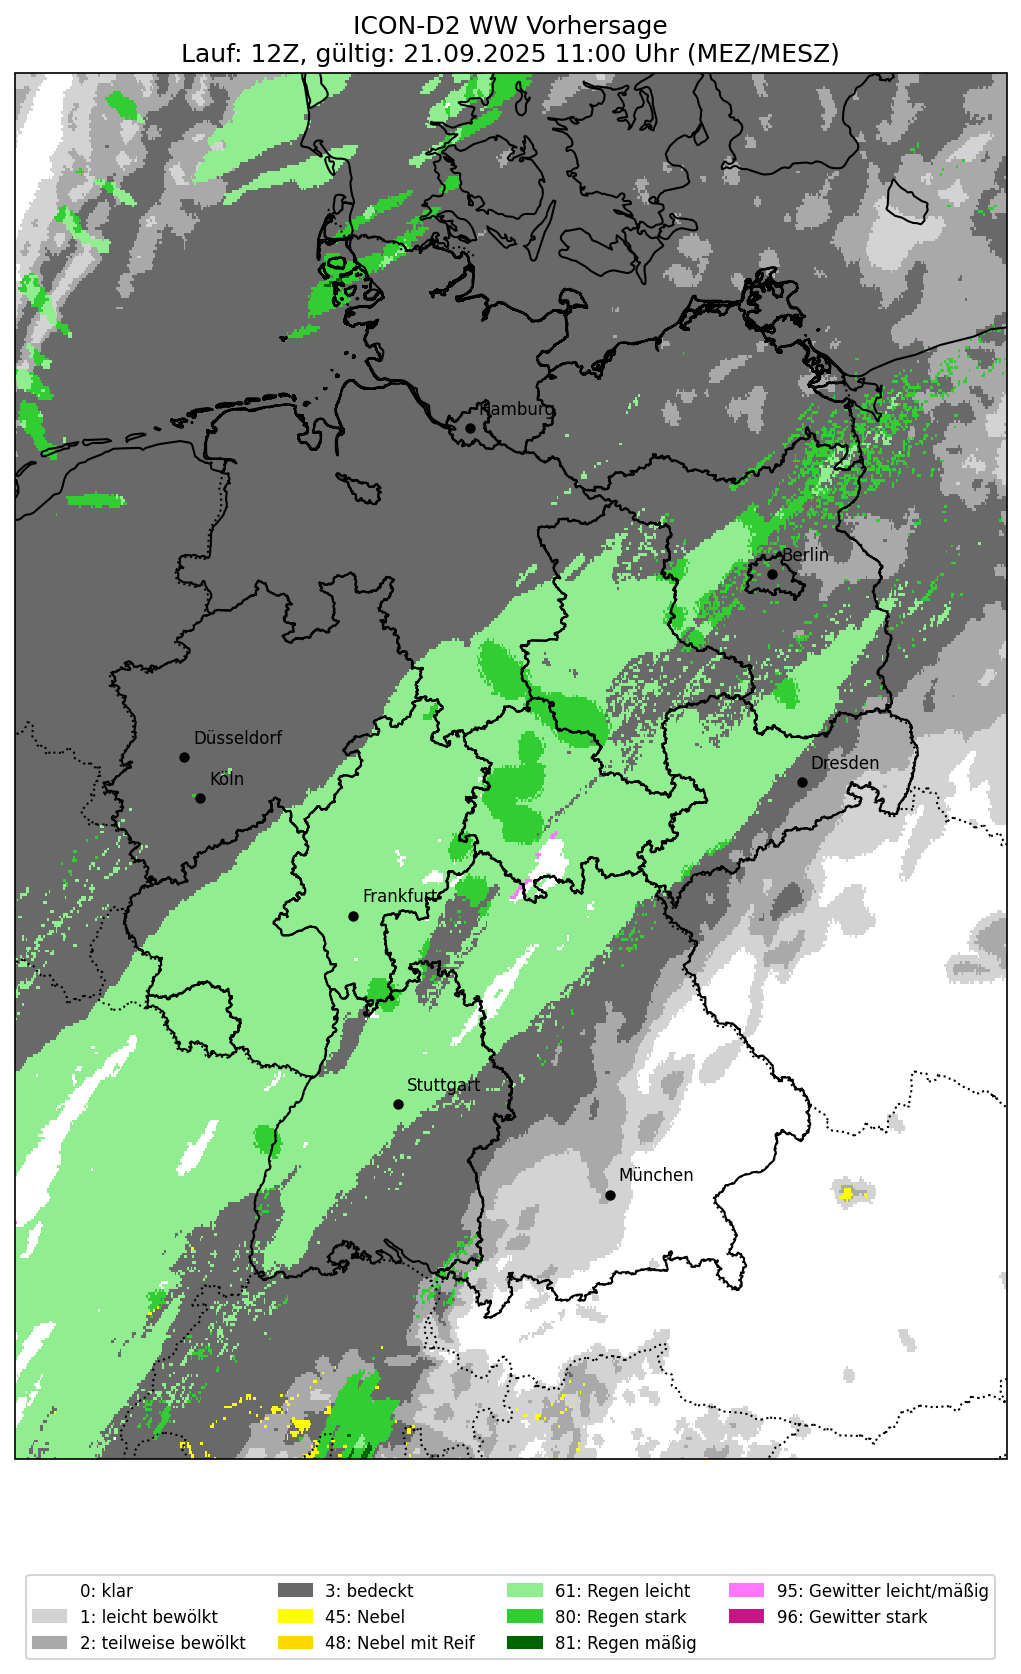 ICON-D2 WW Vorhersage
Lauf: 12Z, gültig: 21.09.2025 11:00 Uhr (MEZ/MESZ)
Hamburg
Berlin
Düsseldorf
Köln
Dresden
Frankfurt
Stuttgart
München
0: klar
1: leicht bewölkt
2: teilweise bewölkt
3: bedeckt
45: Nebel
48: Nebel mit Reif
61: Regen leicht
80: Regen stark
81: Regen mäßig
95: Gewitter leicht/mäßig
96: Gewitter stark